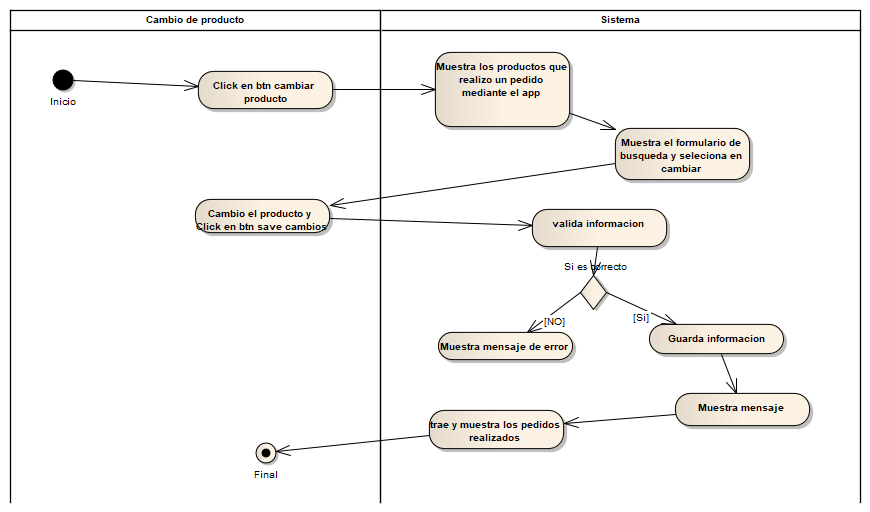 Cambio de producto
Sistema
Inicio
Click en btn cambiar
producto
Muestra los productos que
realizo un pedido
mediante el app
Muestra el formulario de
busqueda y selecciona en
cambiar
Cambio el producto y
Click en btn save cambios
valida informacion
Si es correcto
[NO]
[Si]
Muestra mensaje de error
Guarda informacion
Muestra mensaje
trae y muestra los pedidos
realizados
Final